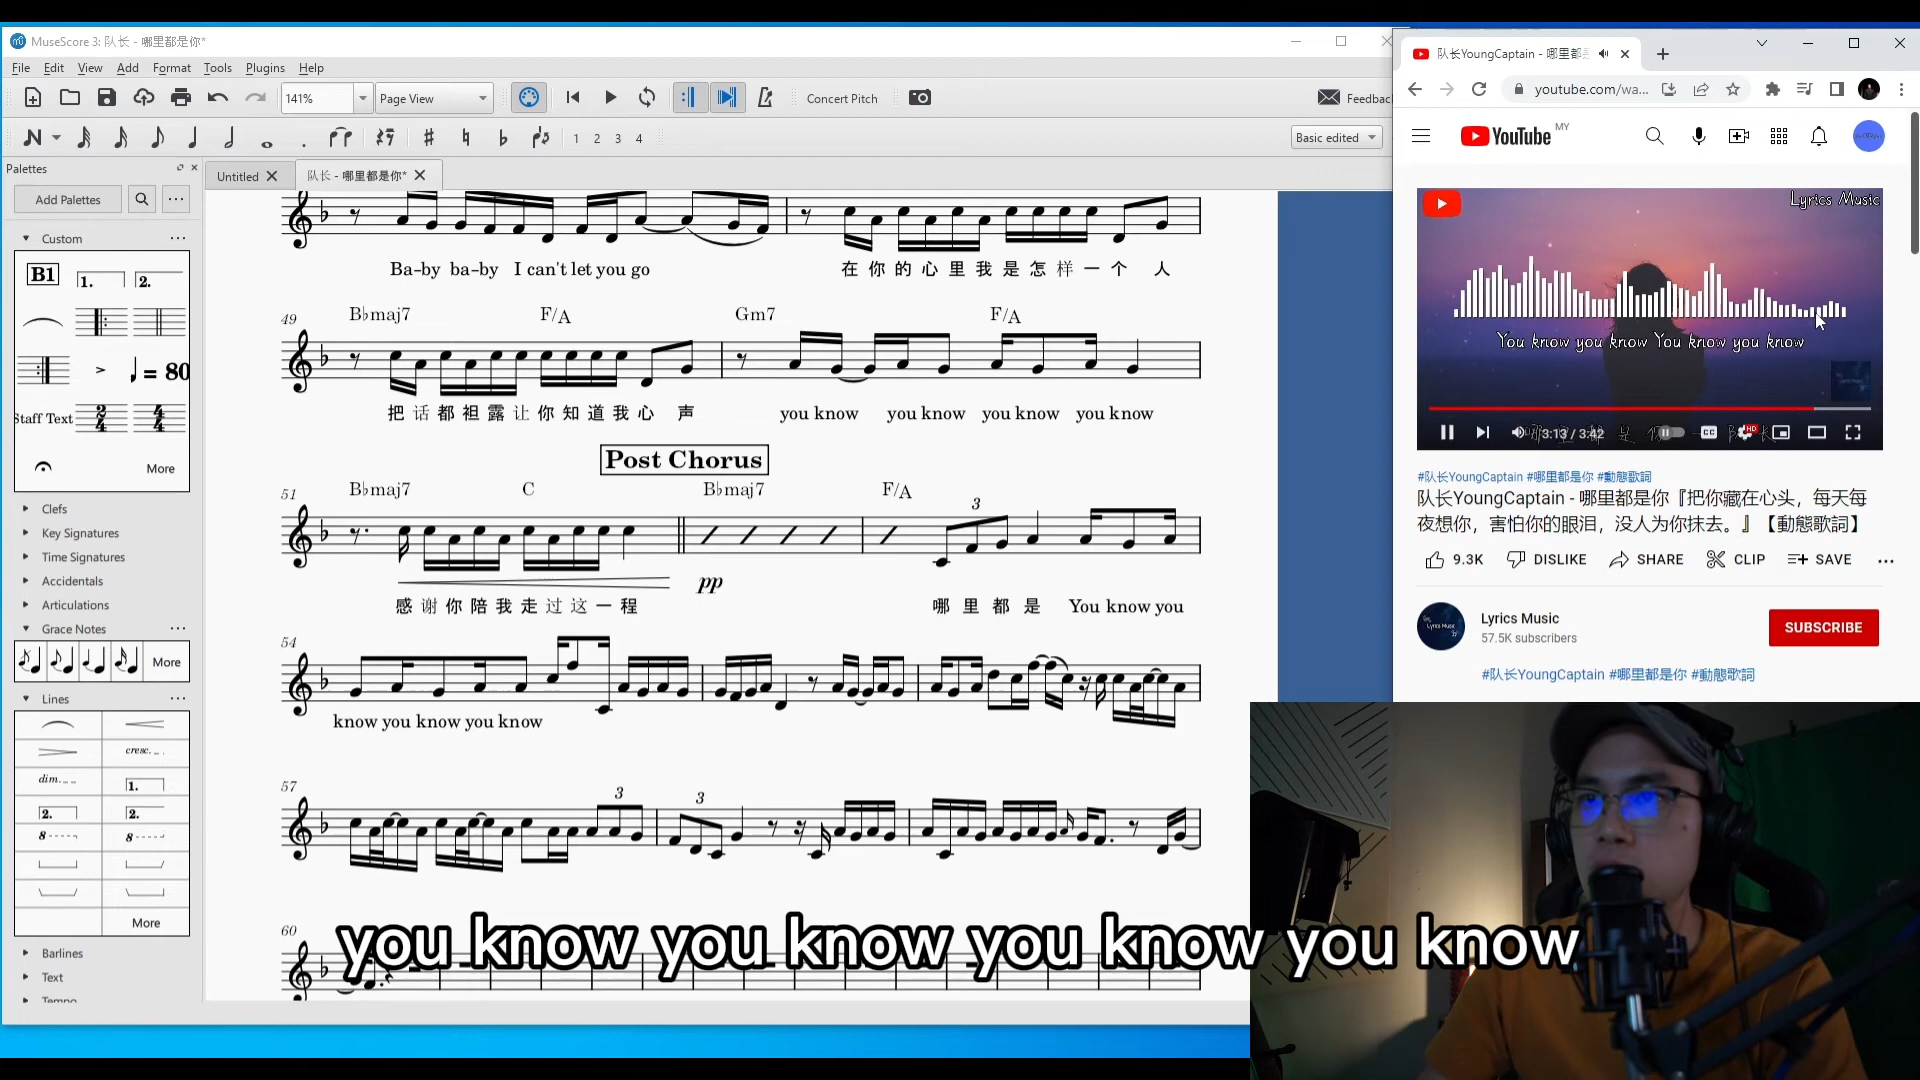 MuseScore 3: 队长 - 哪里都是你*
File Edit View Add Format Tools Plugins Help
141% Page View Concert Pitch Feedbac
1 2 3 4 Basic edited
Palettes
Untitled 队长 - 哪里都是你*
Add Palettes
Custom
B1 1. 2.
= 80
Staff Text 2/4 4/4
More
Clefs
Key Signatures
Time Signatures
Accidentals
Articulations
Grace Notes
More
Lines
cresc.
dim. 1.
2. 2.
8 8
More
Barlines
Text
Tempo
Ba-by ba-by I can't let you go 在 你 的 心 里 我 是 怎 样 一 个 人
49 B♭maj7 F/A Gm7 F/A
把 话 都 袒 露 让 你 知 道 我 心 声 you know you know you know you know
Post Chorus
51 B♭maj7 C B♭maj7 F/A
3
pp
感 谢 你 陪 我 走 过 这 一 程 哪 里 都 是 You know you
54
know you know you know
57 3 3
60
you know you know you know you know
队长YoungCaptain - 哪里都是
youtube.com/wa...
YouTube MY
Lyrics Music
You know you know You know you know
3:13 / 3:42
CC HD
#队长YoungCaptain #哪里都是你 #動態歌詞
队长YoungCaptain - 哪里都是你『把你藏在心头，每天每
夜想你，害怕你的眼泪，没人为你抹去。』【動態歌詞】
9.3K DISLIKE SHARE CLIP SAVE
Lyrics Music
57.5K subscribers
SUBSCRIBE
#队长YoungCaptain #哪里都是你 #動態歌詞